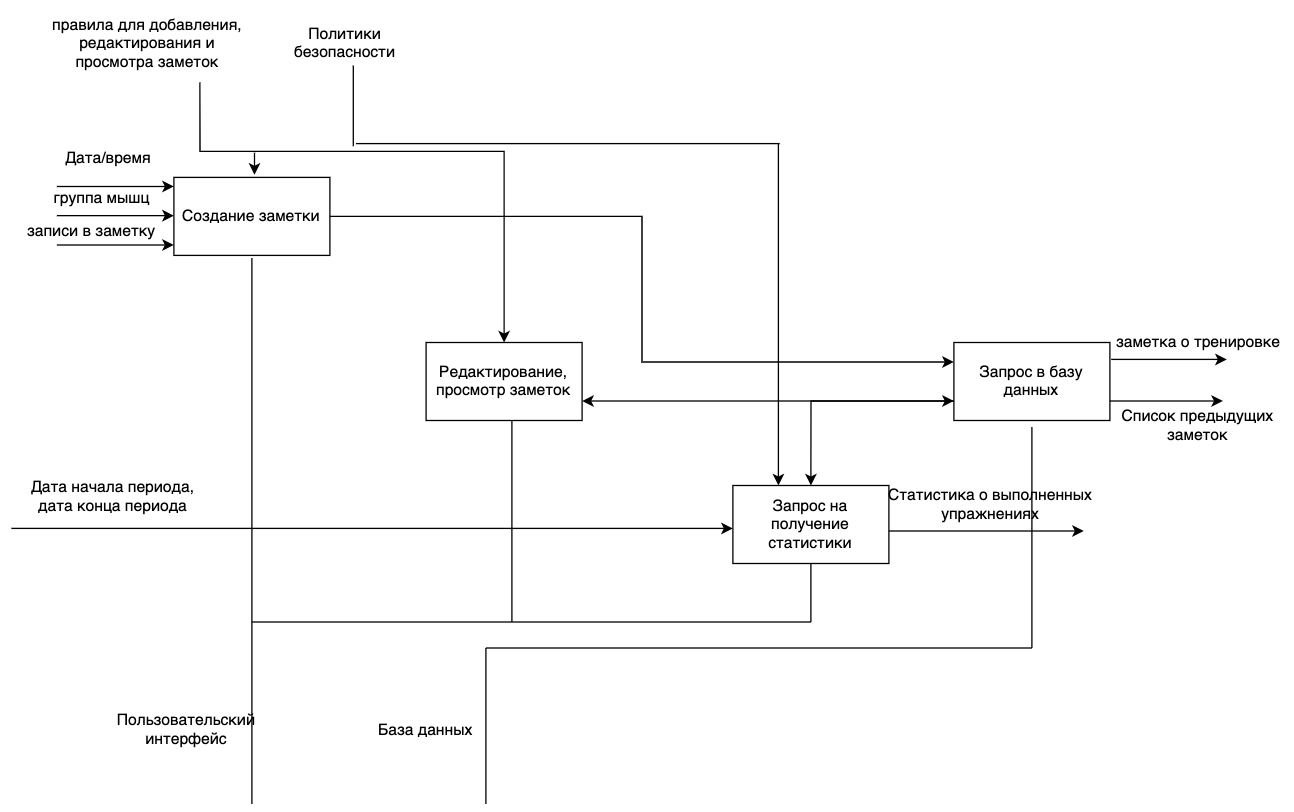 правила для добавления,
редактирования и
просмотра заметок
Политики
безопасности
Дата/время
группа мышц
записи в заметку
Создание заметки
Редактирование,
просмотр заметок
Запрос в базу
данных
заметка о тренировке
Список предыдущих
заметок
Дата начала периода,
дата конца периода
Запрос на
получение
статистики
Статистика о выполненных
упражнениях
Пользовательский
интерфейс
База данных